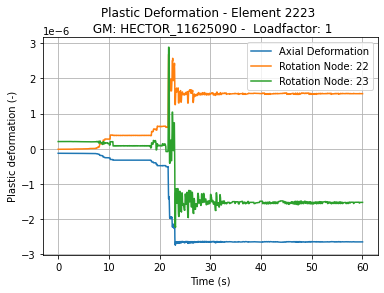 Plastic Deformation - Element 2223
GM: HECTOR_11625090 - Loadfactor: 1
1e−6
Axial Deformation
Rotation Node: 22
Rotation Node: 23
3
2
1
0
−1
−2
−3
Plastic deformation (-)
0 10 20 30 40 50 60
Time (s)